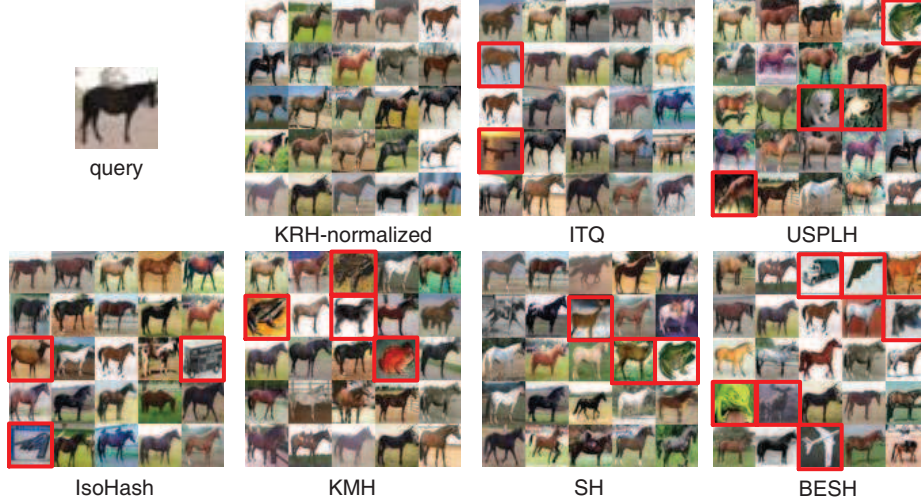 query
KRH-normalized
ITQ
USPLH
IsoHash
KMH
SH
BESH